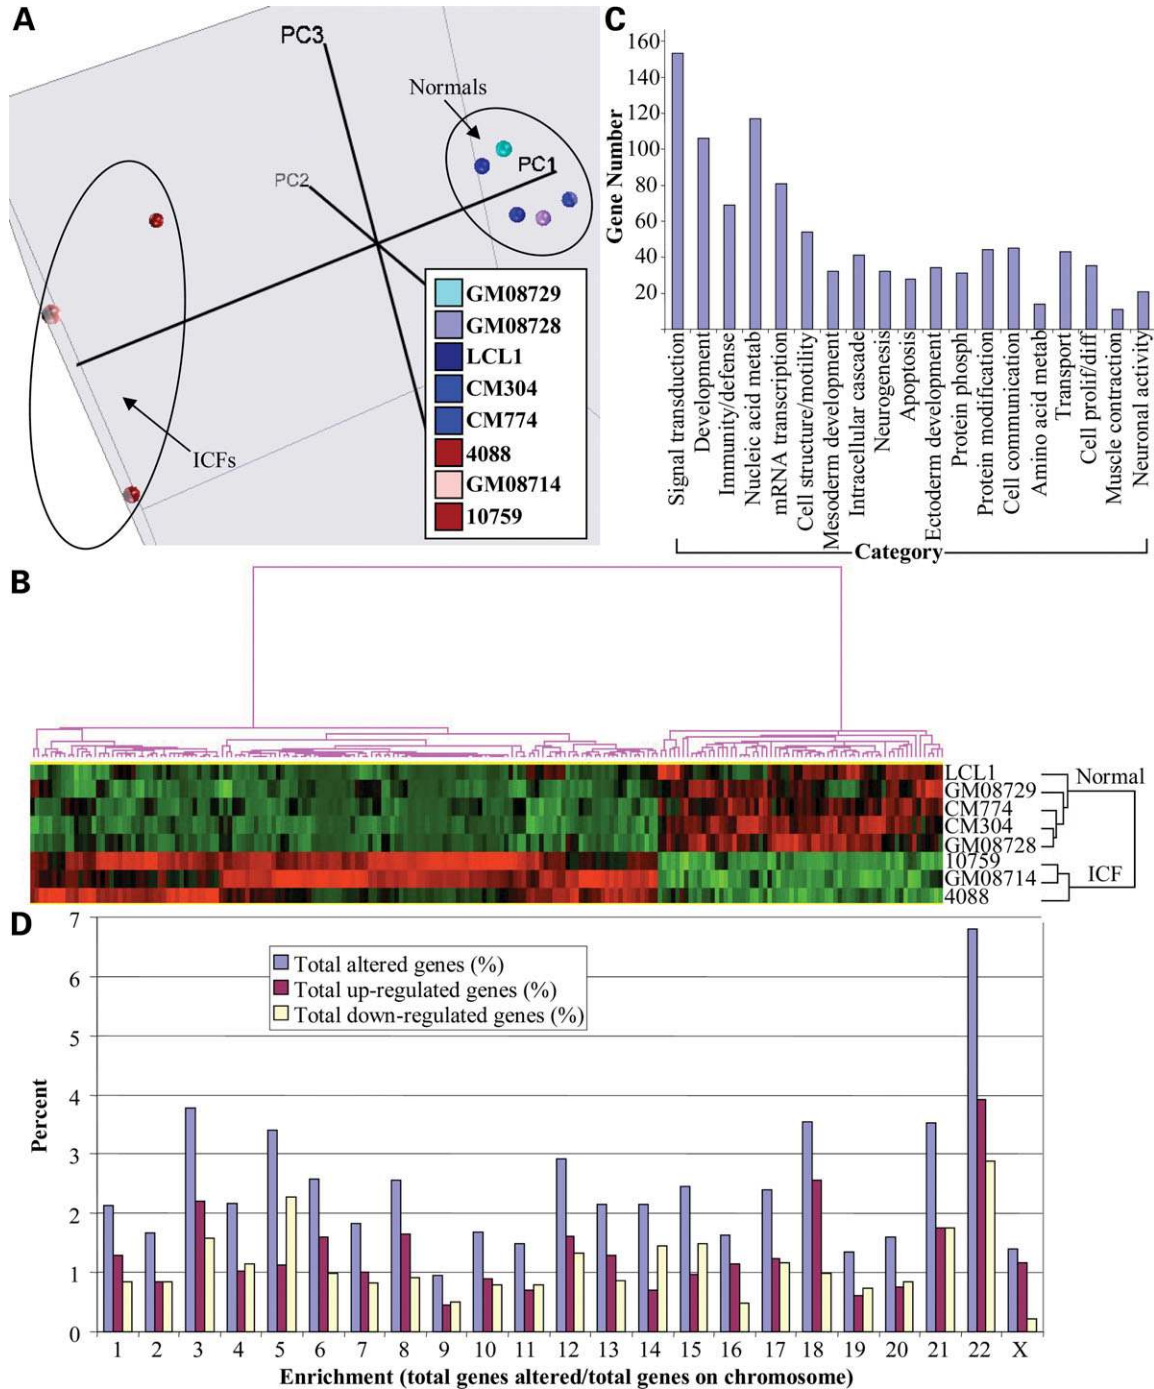 A
PC3
Normals
PC1
PC2
ICFs
GM08729
GM08728
LCL1
CM304
CM774
4088
GM08714
10759
C
Gene Number
160
140
120
100
80
60
40
20
Signal transduction
Development
Immunity/defense
Nucleic acid metab
mRNA transcription
Cell structure/motility
Mesoderm development
Intracellular cascade
Neurogenesis
Apoptosis
Ectoderm development
Protein phosph
Protein modification
Cell communication
Amino acid metab
Transport
Cell prolif/diff
Muscle contraction
Neuronal activity
Category
B
LCL1
GM08729
CM774
CM304
GM08728
10759
GM08714
4088
Normal
ICF
D
Percent
7
6
5
4
3
2
1
0
Total altered genes (%)
Total up-regulated genes (%)
Total down-regulated genes (%)
1 2 3 4 5 6 7 8 9 10 11 12 13 14 15 16 17 18 19 20 21 22 X
Enrichment (total genes altered/total genes on chromosome)